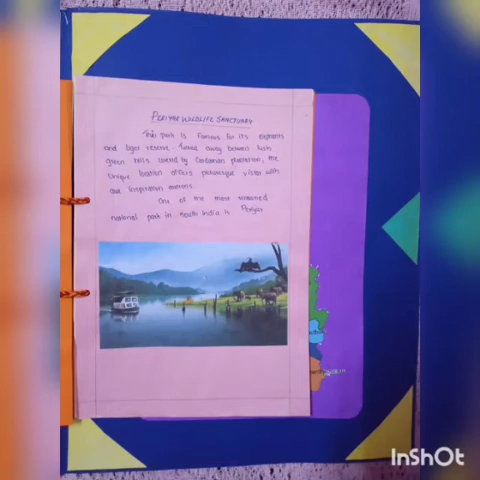 PERIYAR WILDLIFE SANCTUARY
This park is Famous for its elephants
and tiger reserve. Tucked away between lush
green hills covered by Cardamom plantation, the
unique location offers picturesque vistas with
awe inspiration
One of the most renowned
national park in South India is Periyar
InShOt